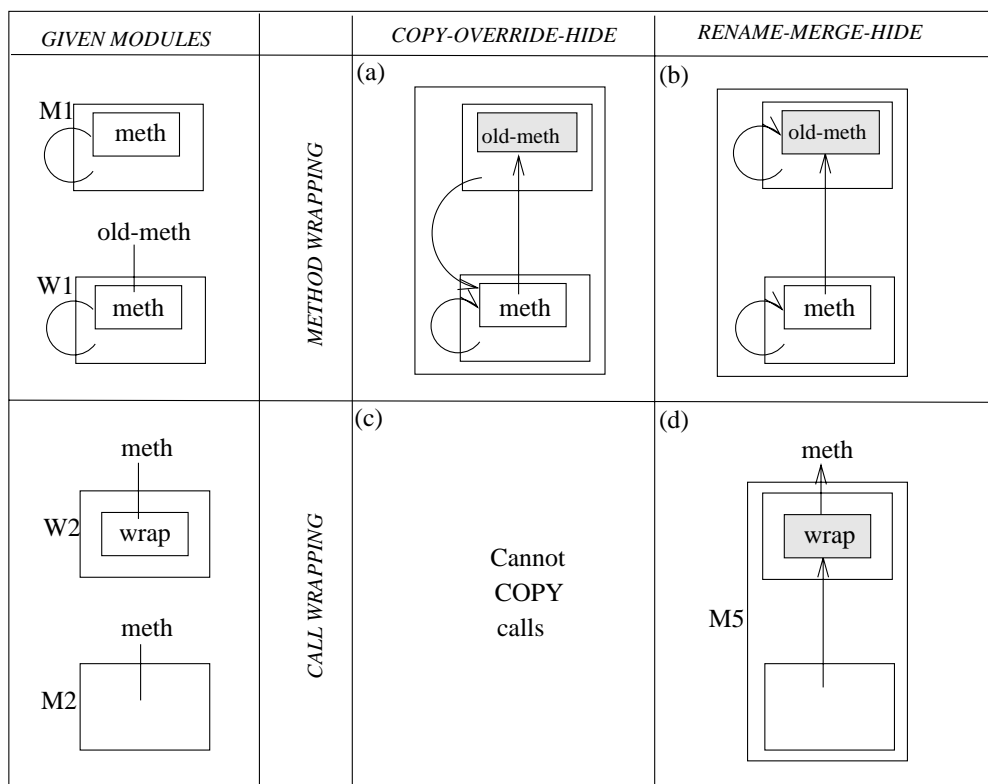 GIVEN MODULES
COPY-OVERRIDE-HIDE
RENAME-MERGE-HIDE
M1
meth
old-meth
W1
meth
METHOD WRAPPING
(a)
old-meth
meth
(b)
old-meth
meth
meth
W2
wrap
meth
M2
CALL WRAPPING
(c)
Cannot
COPY
calls
(d)
meth
wrap
M5